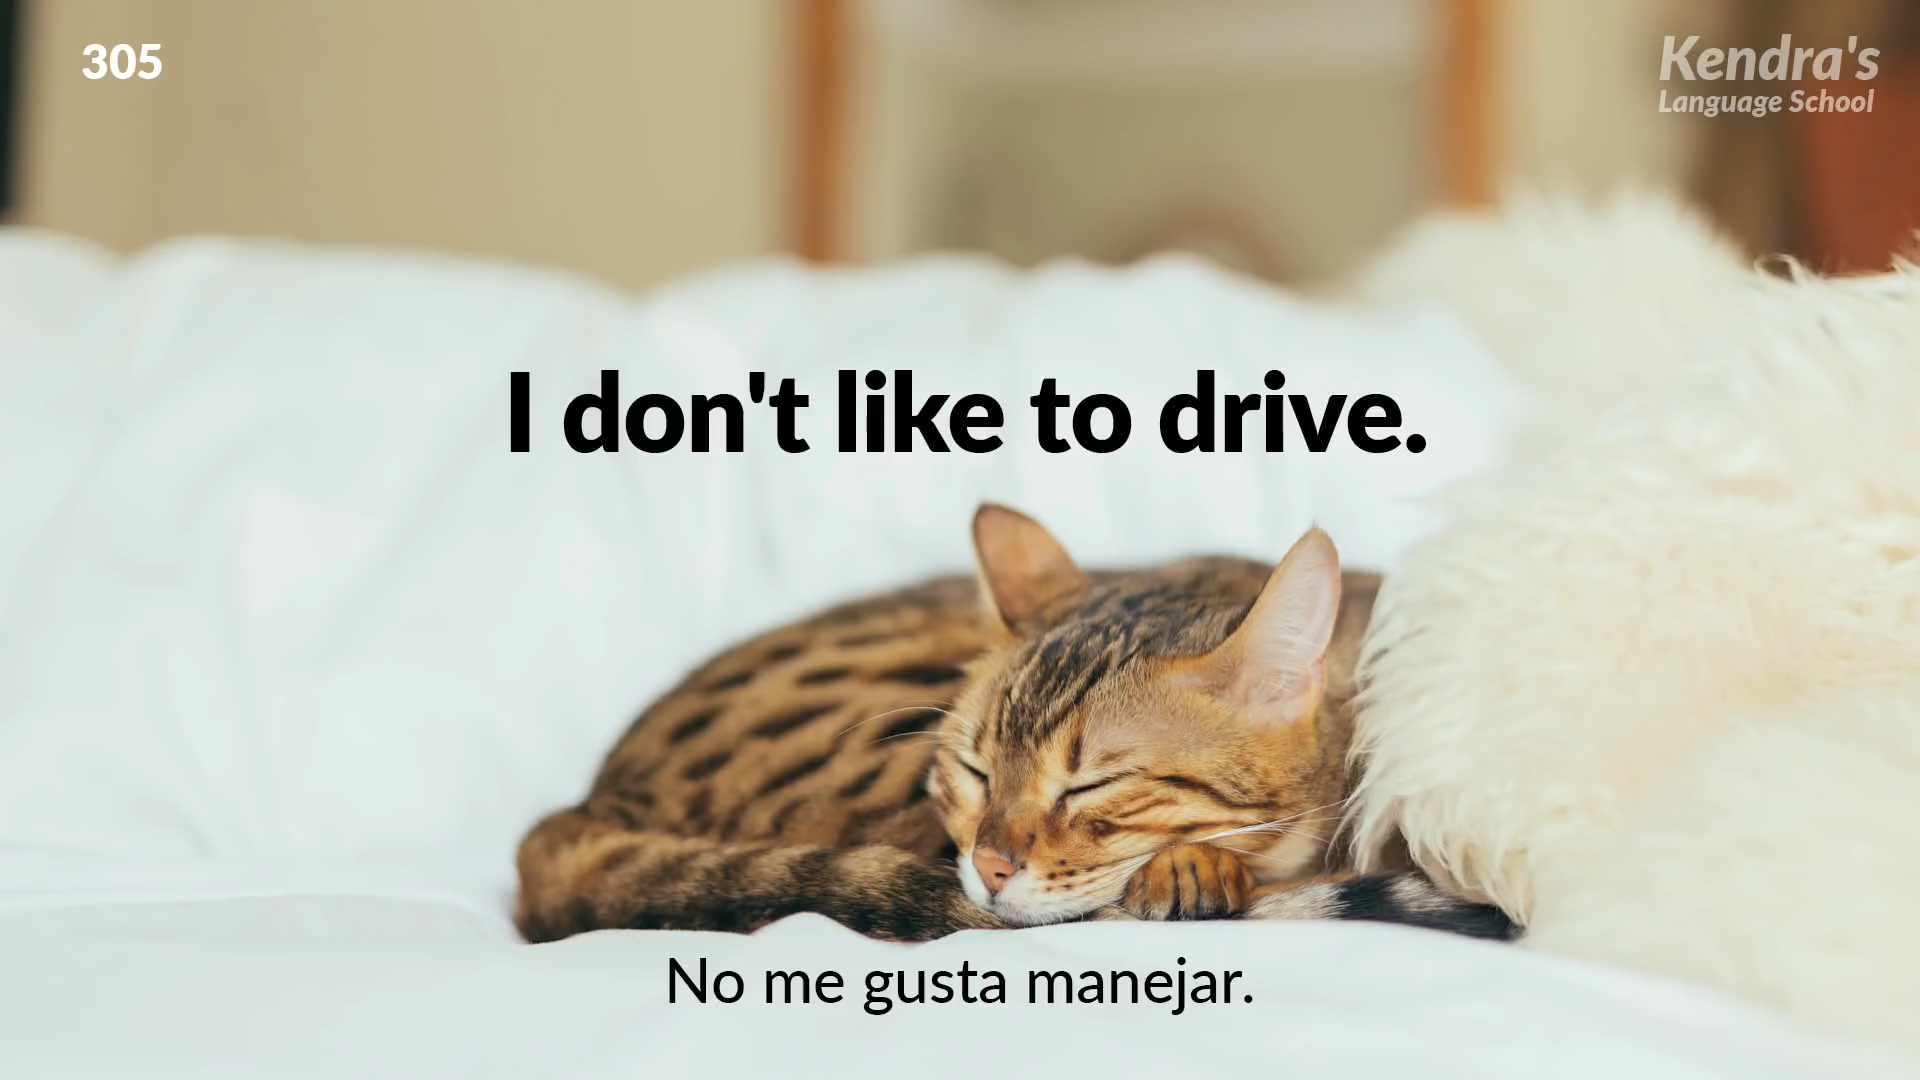 305
Kendra's
Language School
I don't like to drive.
No me gusta manejar.